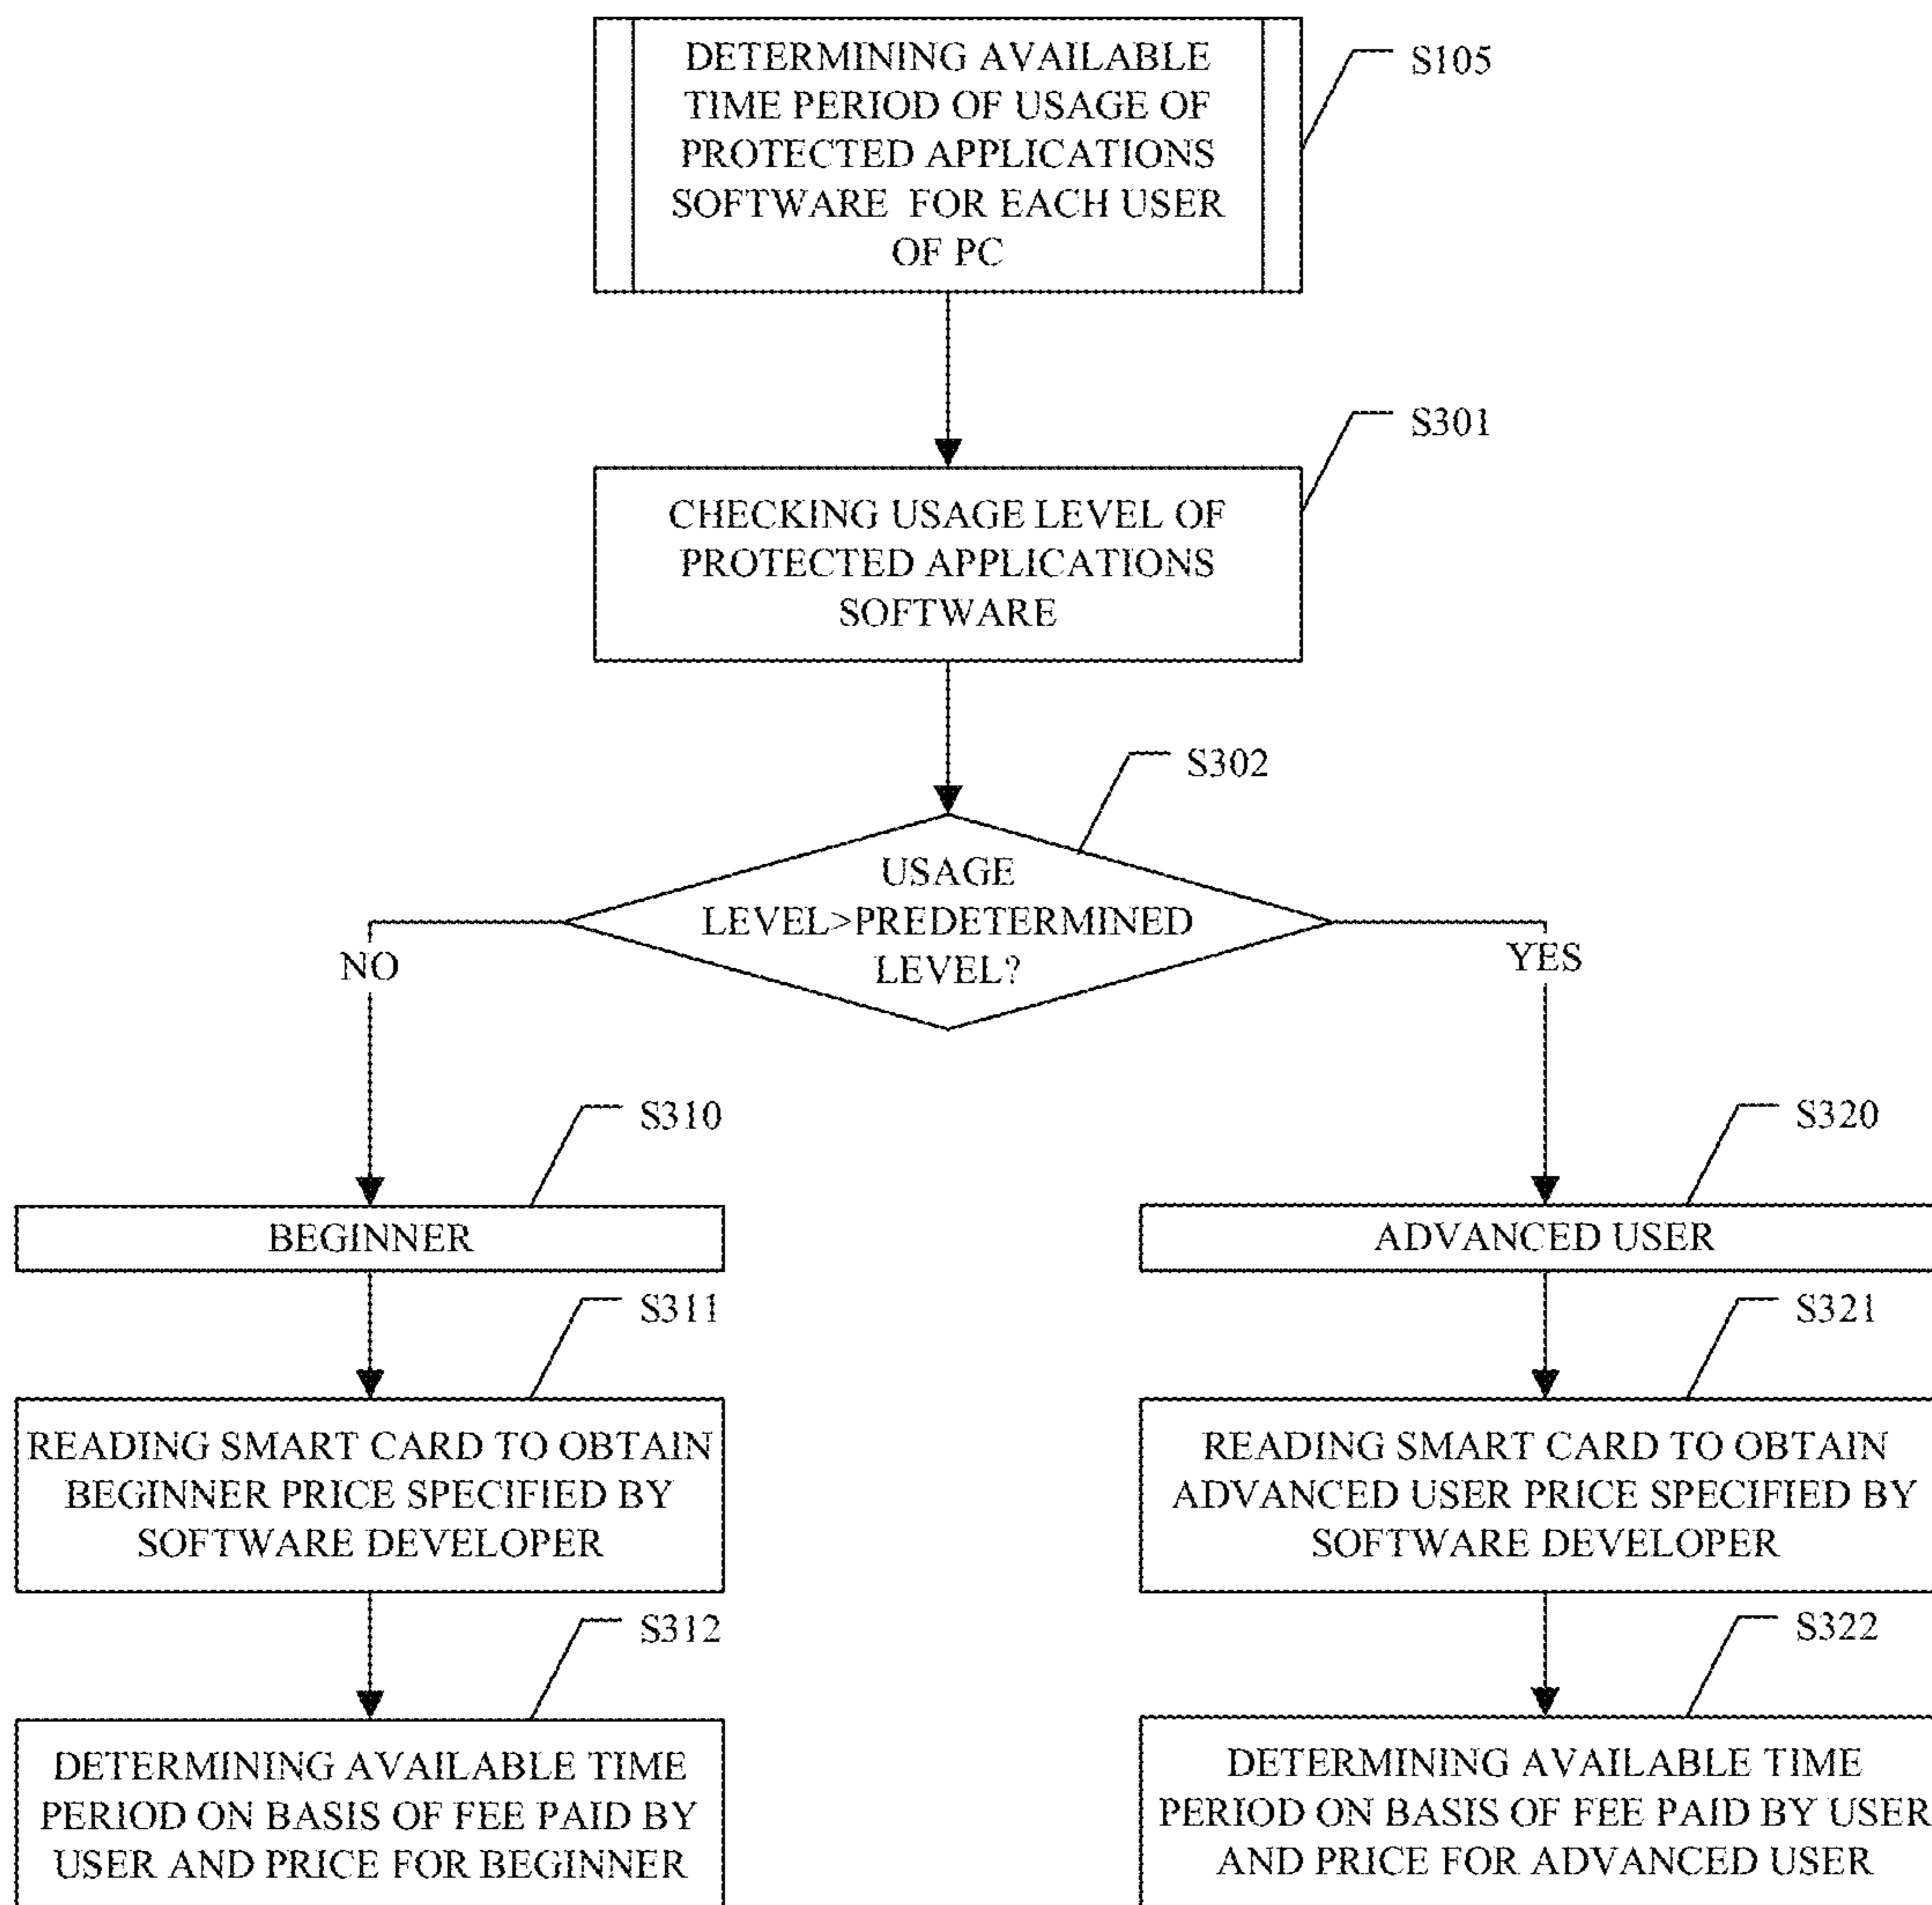 DETERMINING AVAILABLE
TIME PERIOD OF USAGE OF
PROTECTED APPLICATIONS
SOFTWARE FOR EACH USER
OF PC
S105
S301
CHECKING USAGE LEVEL OF
PROTECTED APPLICATIONS
SOFTWARE
S302
USAGE
LEVEL>PREDETERMINED
LEVEL?
NO
YES
S310
BEGINNER
S311
READING SMART CARD TO OBTAIN
BEGINNER PRICE SPECIFIED BY
SOFTWARE DEVELOPER
S312
DETERMINING AVAILABLE TIME
PERIOD ON BASIS OF FEE PAID BY
USER AND PRICE FOR BEGINNER
S320
ADVANCED USER
S321
READING SMART CARD TO OBTAIN
ADVANCED USER PRICE SPECIFIED BY
SOFTWARE DEVELOPER
S322
DETERMINING AVAILABLE TIME
PERIOD ON BASIS OF FEE PAID BY USER
AND PRICE FOR ADVANCED USER